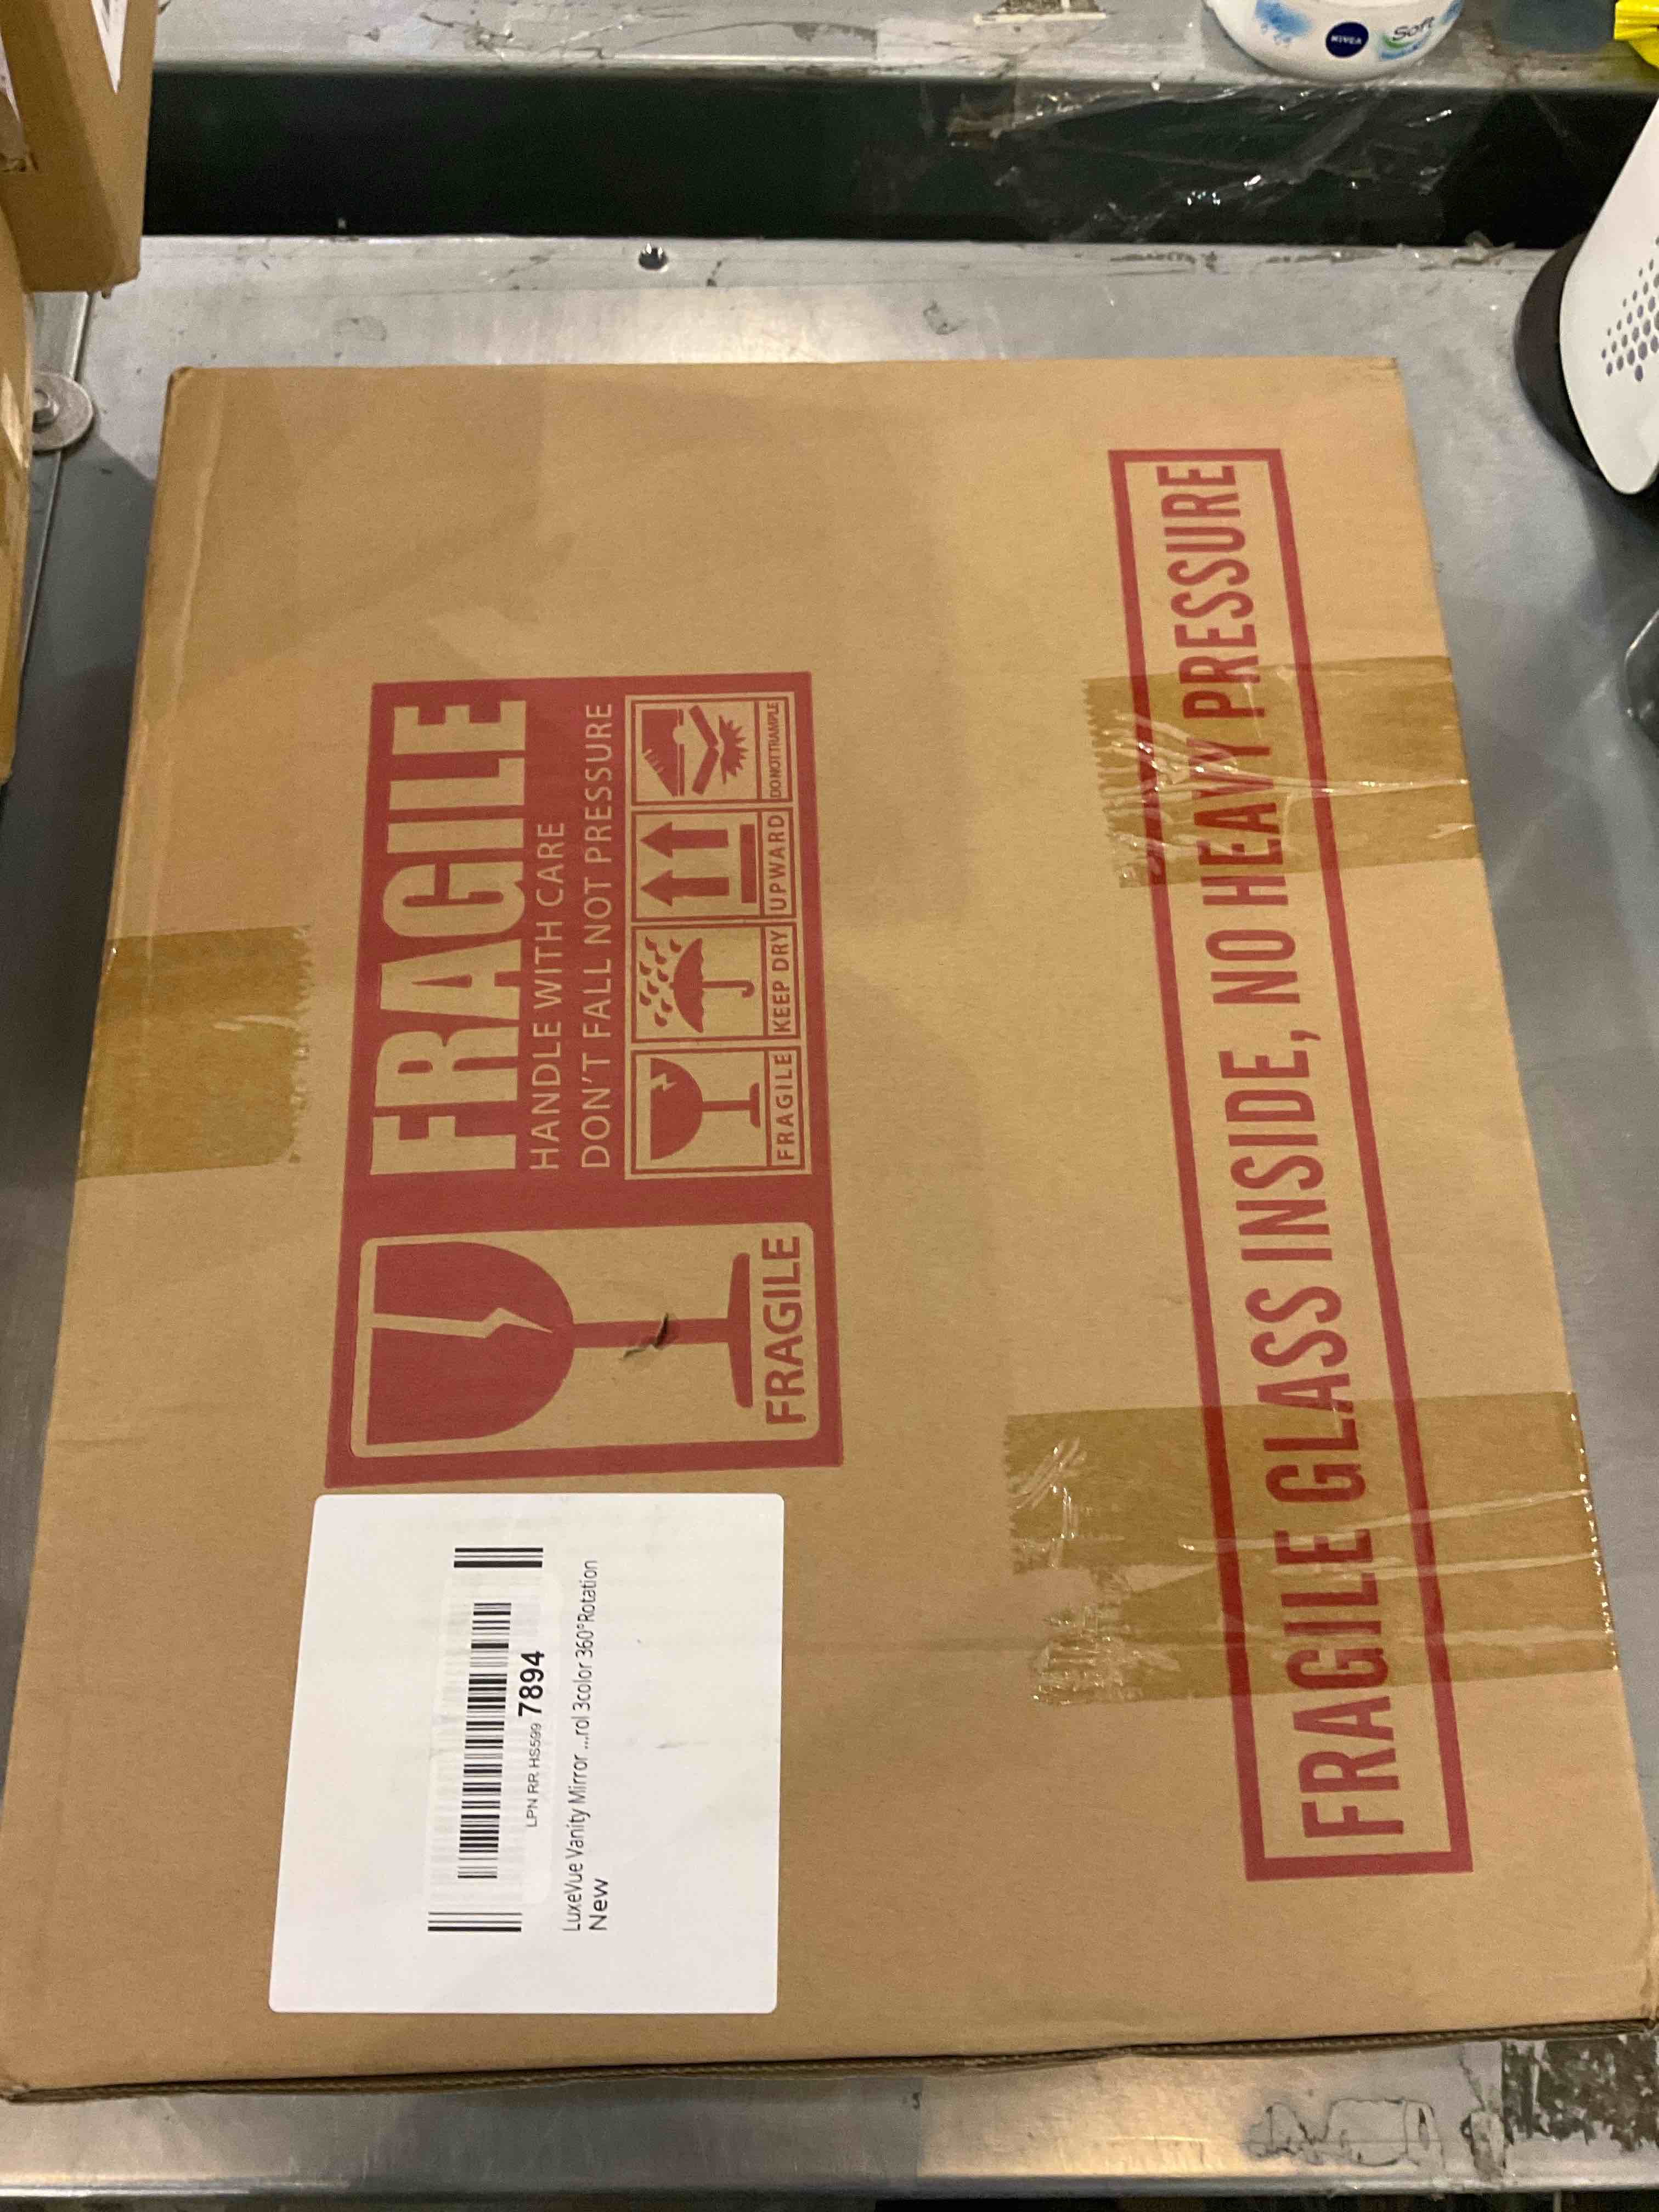 NIVEA
Soft
FRAGILE
HANDLE WITH CARE
DON'T FALL NOT PRESSURE
FRAGILE
KEEP DRY
UPWARD
DO NOT TRAMPLE
FRAGILE
LPN RR HS599 7894
LuxeVue Vanity Mirror ...rol 3color 360°Rotation
New
FRAGILE GLASS INSIDE, NO HEAVY PRESSURE